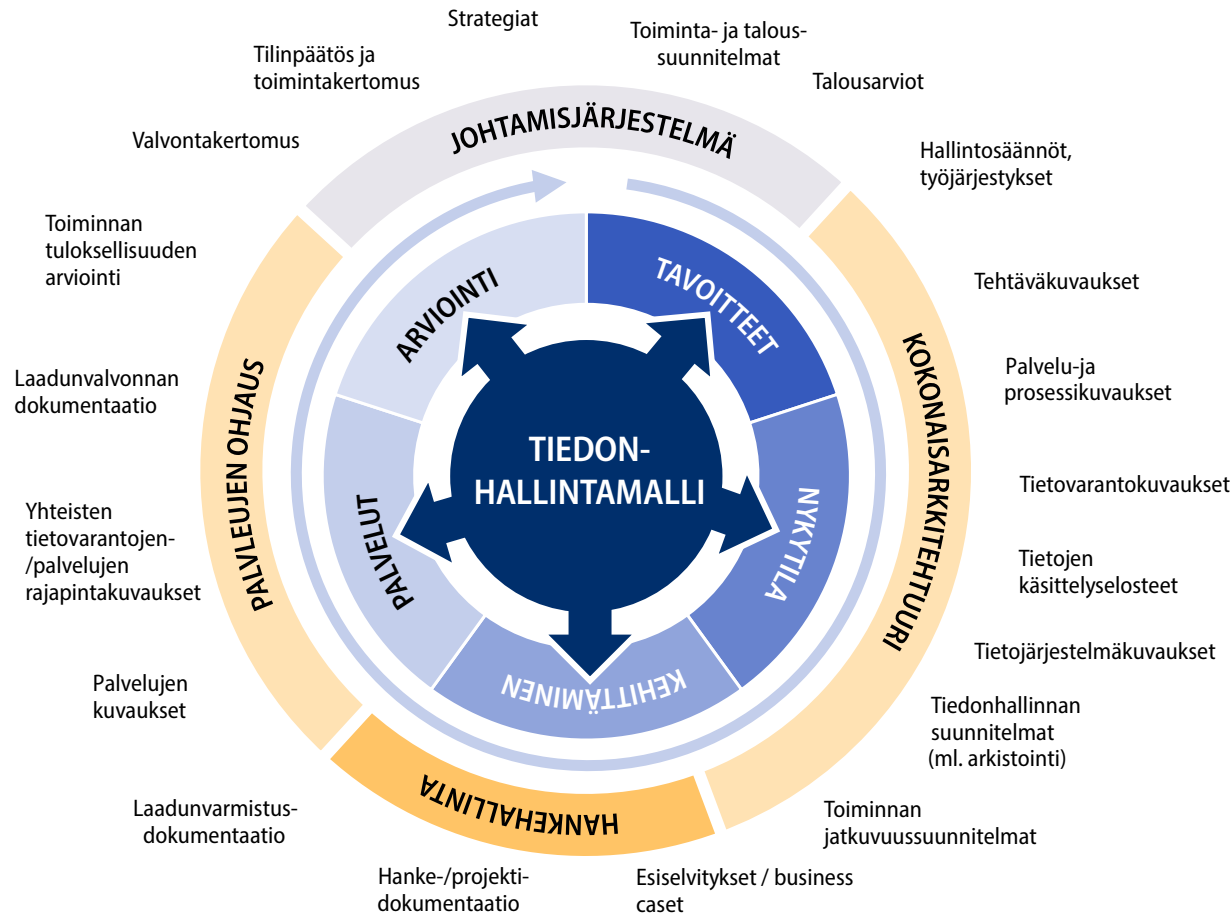 Strategiat
Toiminta- ja talous-
suunnitelmat
Talousarviot
Hallintosäännöt,
työjärjestykset
Tehtäväkuvaukset
Palvelu-ja
prosessikuvaukset
Tietovarantokuvaukset
Tietojen
käsittelyselosteet
Tietojärjestelmäkuvaukset
Tiedonhallinnan
suunnitelmat
(ml. arkistointi)
Toiminnan
jatkuvuussuunnitelmat
Esiselvitykset / business
caset
Hanke-/projekti-
dokumentaatio
Laadunvarmistus-
dokumentaatio
Palvelujen
kuvaukset
Yhteisten
tietovarantojen-
/palvelujen
rajapintakuvaukset
Laadunvalvonnan
dokumentaatio
Toiminnan
tuloksellisuuden
arviointi
Valvontakertomus
Tilinpäätös ja
toimintakertomus
JOHTAMISJÄRJESTELMÄ
KOKONAISARKKITEHTUURI
HANKEHALLINTA
PALVLEUJEN OHJAUS
TAVOITTEET
NYKYTILA
KEHITTÄMINEN
PALVELUT
ARVIOINTI
TIEDON-
HALLINTAMALLI